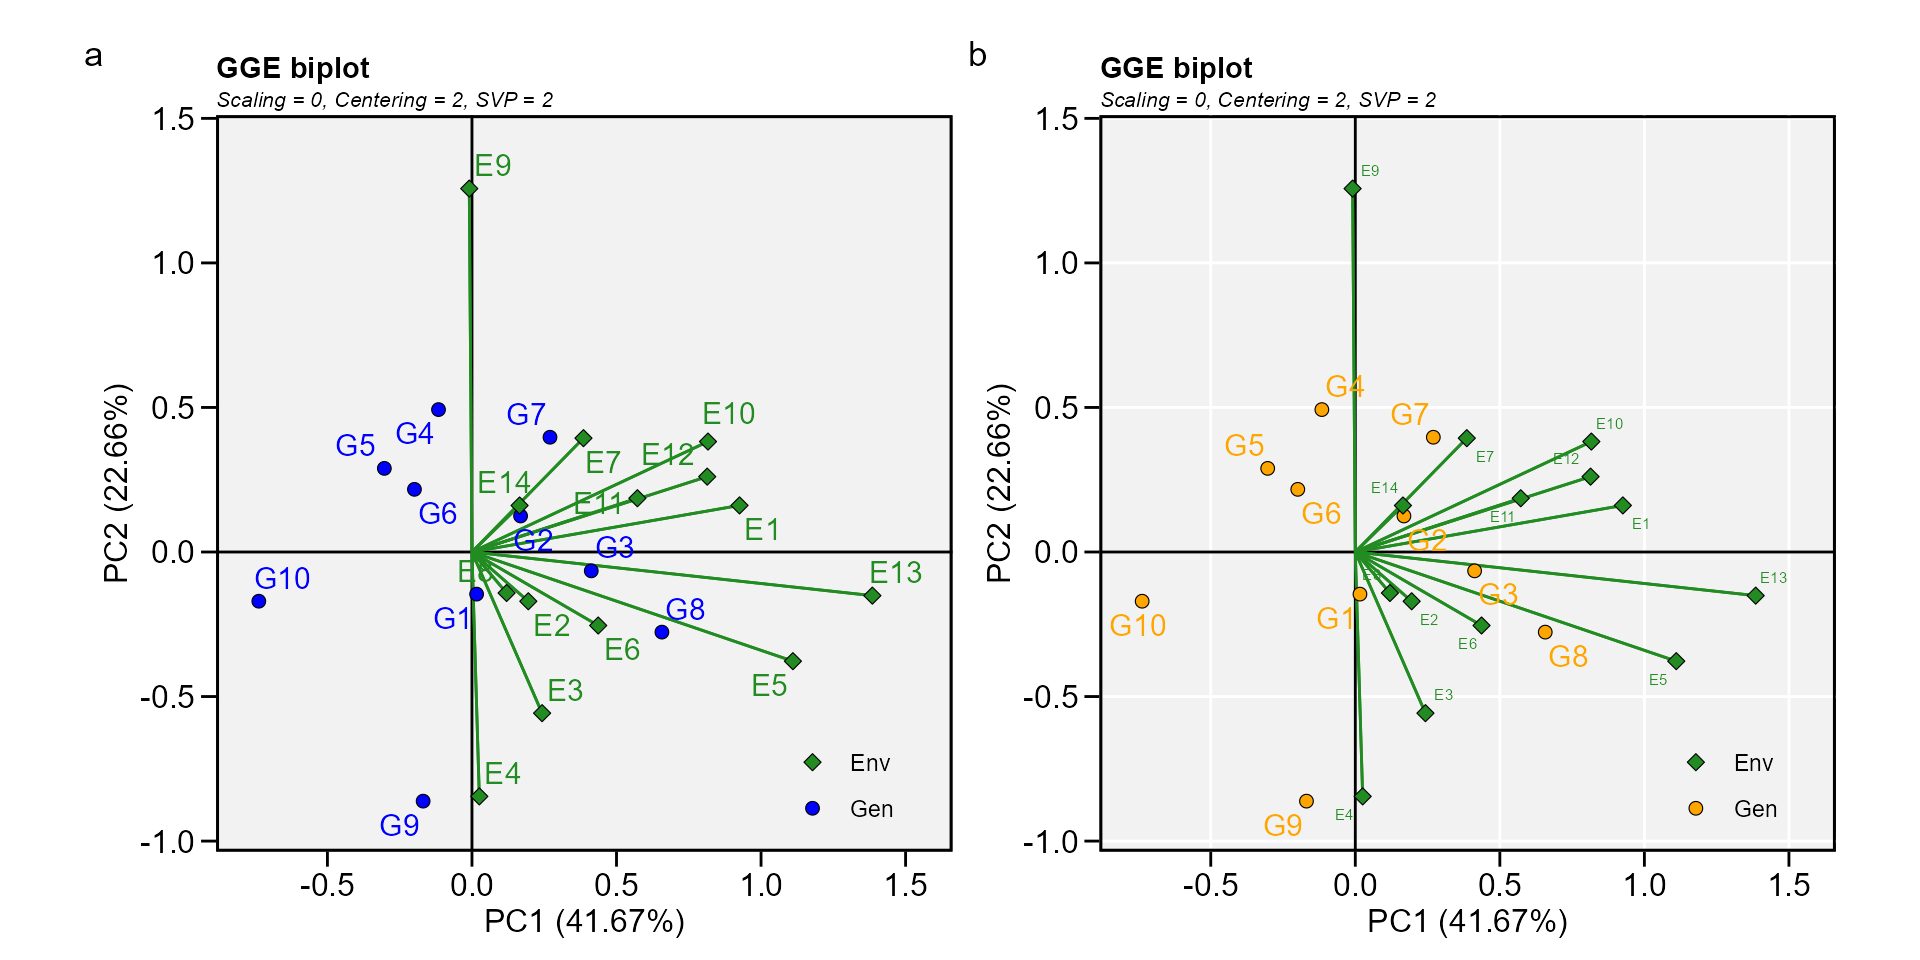 a
GGE biplot
Scaling = 0, Centering = 2, SVP = 2
1.5
1.0
0.5
0.0
-0.5
-1.0
PC2 (22.66%)
E9
G7
E10
G4
G5
E12
E7
E14
E11
G6
E1
G2
G3
E13
G10
G1
G8
E2
E6
E5
E3
E4
G9
Env
Gen
-0.5
0.0
0.5
1.0
1.5
PC1 (41.67%)
b
GGE biplot
Scaling = 0, Centering = 2, SVP = 2
1.5
1.0
0.5
0.0
-0.5
-1.0
PC2 (22.66%)
E9
G4
G7
E10
G5
E7
E12
E14
G6
E11
E1
G2
E13
G3
G1
G10
E2
E6
G8
E5
E3
E4
G9
Env
Gen
-0.5
0.0
0.5
1.0
1.5
PC1 (41.67%)